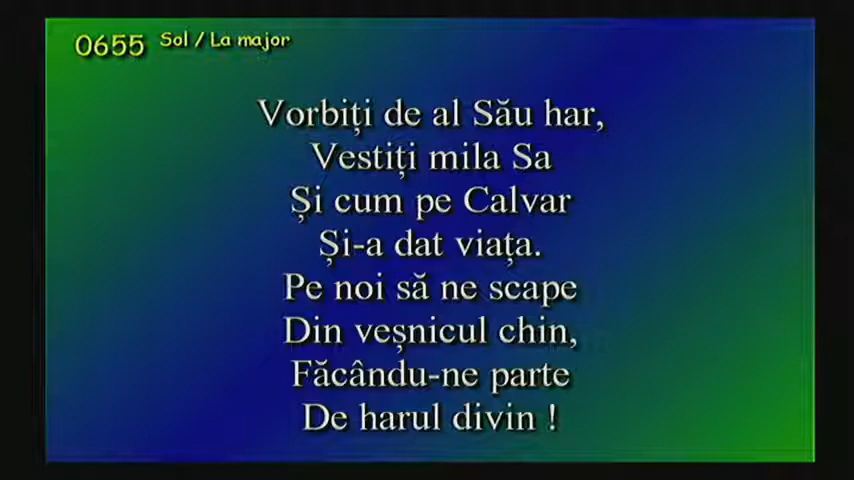 0655 Sol / La major
Vorbiți de al Său har,
Vestiți mila Sa
Și cum pe Calvar
Și-a dat viața.
Pe noi să ne scape
Din veșnicul chin,
Făcându-ne parte
De harul divin !